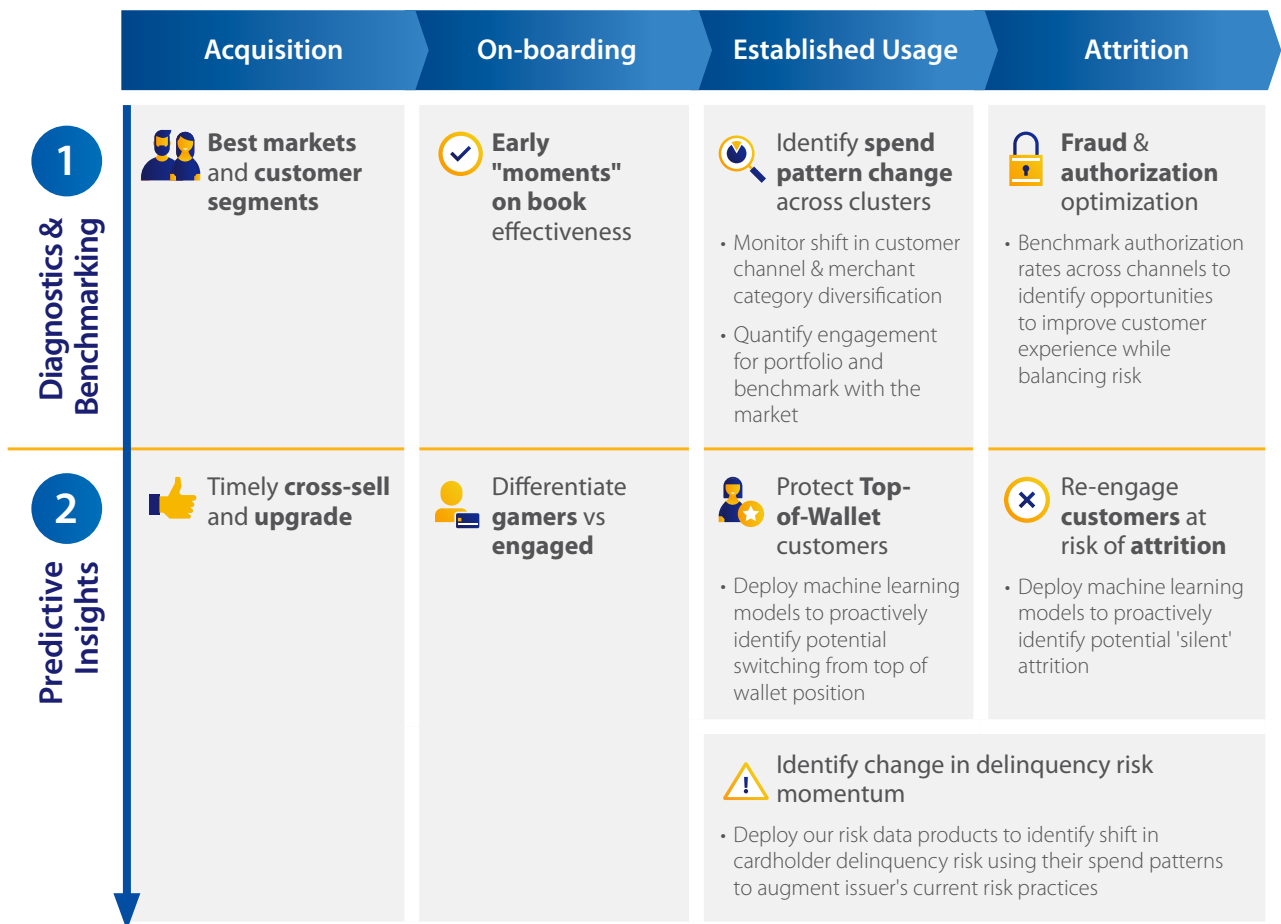 Acquisition
On-boarding
Established Usage
Attrition
1
Diagnostics &
Benchmarking
Best markets
and customer
segments
Early
"moments"
on book
effectiveness
Identify spend
pattern change
across clusters
• Monitor shift in customer
channel & merchant
category diversification
• Quantify engagement
for portfolio and
benchmark with the
market
Fraud &
authorization
optimization
• Benchmark authorization
rates across channels to
identify opportunities
to improve customer
experience while
balancing risk
2
Predictive
Insights
Timely cross-sell
and upgrade
Differentiate
gamers vs
engaged
Protect Top-
of-Wallet
customers
• Deploy machine learning
models to proactively
identify potential
switching from top of
wallet position
Re-engage
customers at
risk of attrition
• Deploy machine learning
models to proactively
identify potential 'silent'
attrition
!
Identify change in delinquency risk
momentum
• Deploy our risk data products to identify shift in
cardholder delinquency risk using their spend patterns
to augment issuer's current risk practices